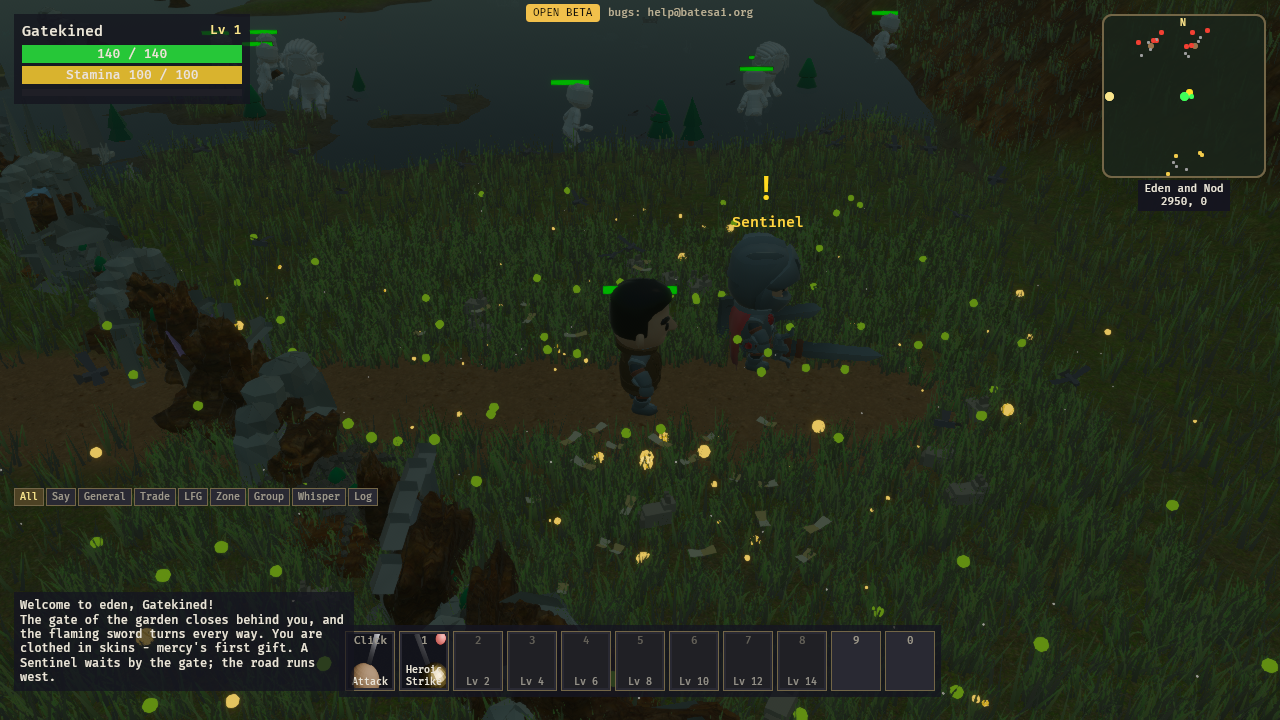 OPEN BETA bugs: help@batesai.org
Gatekined Lv 1
140 / 140
Stamina 100 / 100
N
Eden and Nod
2950, 0
!
Sentinel
All Say General Trade LFG Zone Group Whisper Log
Welcome to eden, Gatekined!
The gate of the garden closes behind you, and
the flaming sword turns every way. You are
clothed in skins - mercy's first gift. A
Sentinel waits by the gate; the road runs
west.
Click 1 2 3 4 5 6 7 8 9 0
Attack Heroic Strike Lv 2 Lv 4 Lv 6 Lv 8 Lv 10 Lv 12 Lv 14